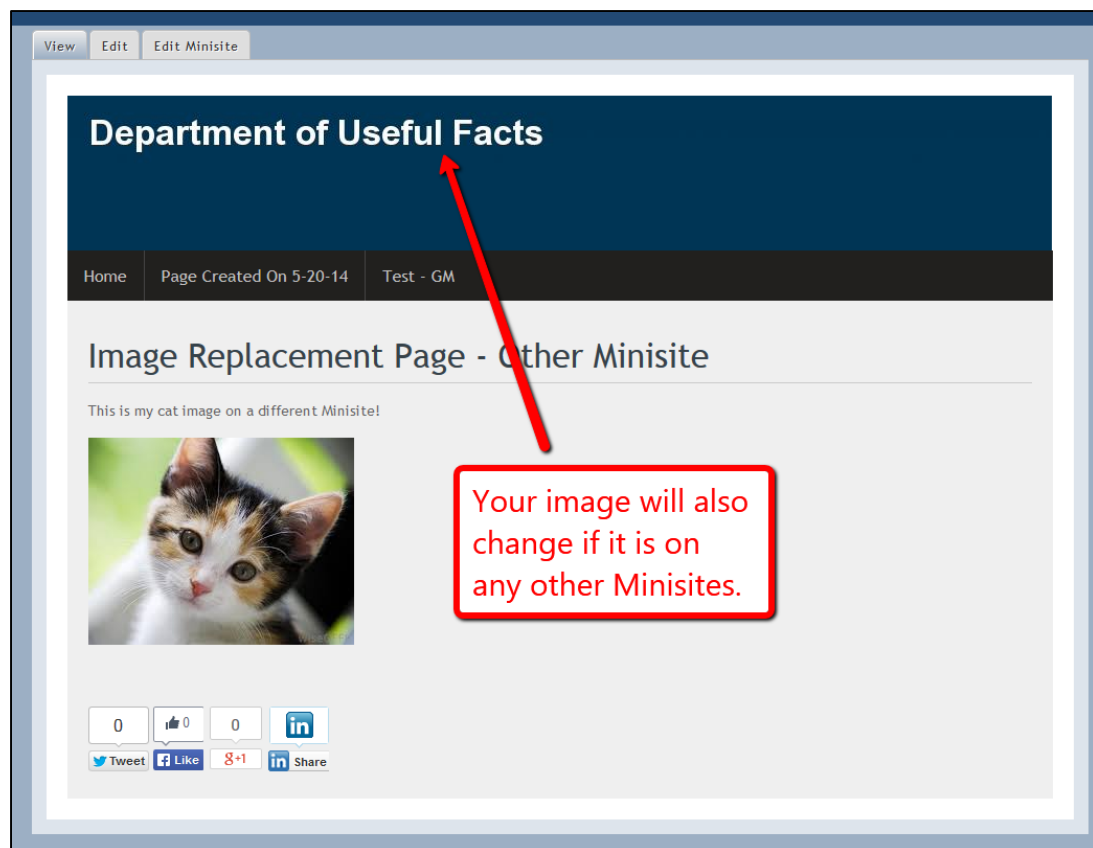 View Edit Edit Minisite
Department of Useful Facts
Home Page Created On 5-20-14 Test - GM
Image Replacement Page - Other Minisite
This is my cat image on a different Minisite!
Your image will also
change if it is on
any other Minisites.
0 0 0 in
Tweet Like g+1 in Share